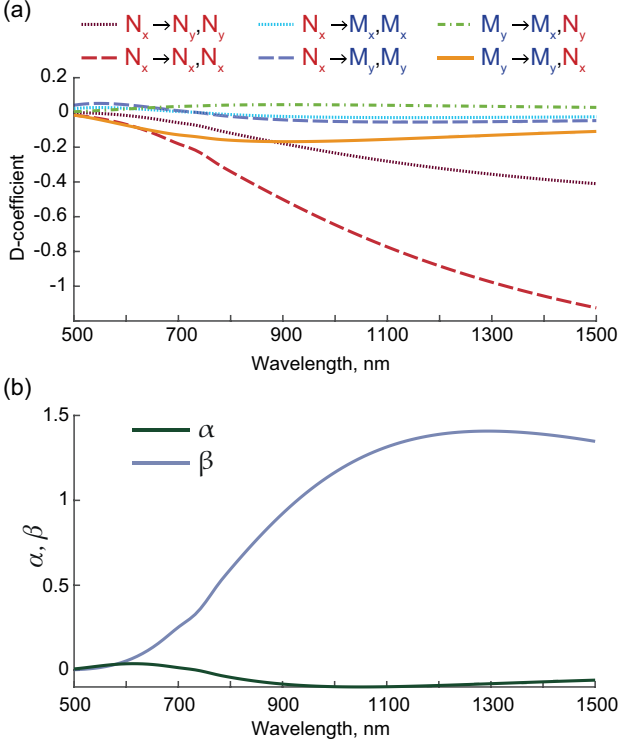 (a)
Nx→Ny,Ny Nx→Mx,Mx My→Mx,Ny
Nx→Nx,Nx Nx→My,My My→My,Nx
D-coefficient
0.2
0
-0.2
-0.4
-0.6
-0.8
-1
500 700 900 1100 1300 1500
Wavelength, nm
(b)
α, β
1.5
α
β
1
0.5
0
500 700 900 1100 1300 1500
Wavelength, nm